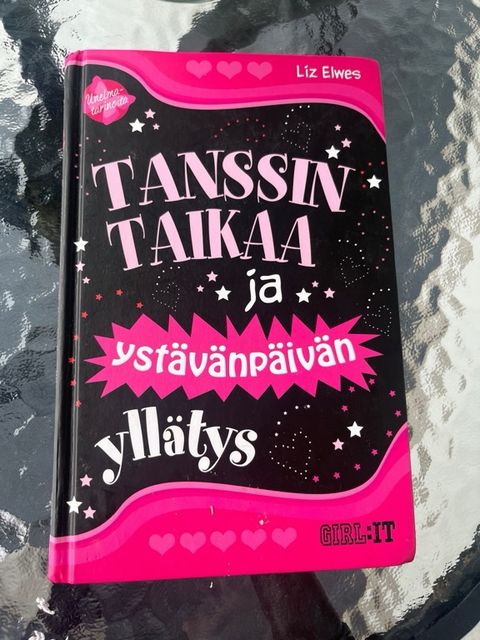 Liz Elwes
Unelma-
tarinoita
TANSSIN
TAIKAA
ja
ystävänpäivän
yllätys
GIRL:IT